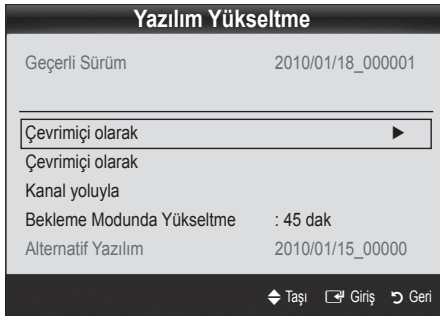 Yazılım Yükseltme
Geçerli Sürüm 2010/01/18_000001
Çevrimiçi olarak ►
Çevrimiçi olarak
Kanal yoluyla
Bekleme Modunda Yükseltme : 45 dak
Alternatif Yazılım 2010/01/15_00000
Taşı Giriş Geri